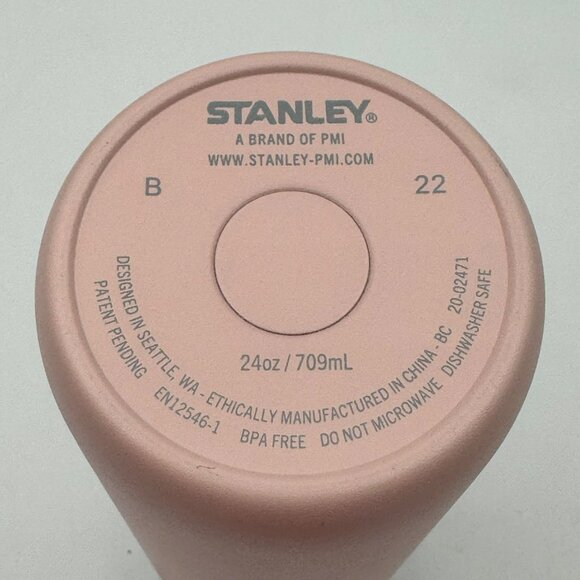 STANLEY®
A BRAND OF PMI
WWW.STANLEY-PMI.COM
B 22
24oz / 709mL
DESIGNED IN SEATTLE, WA - ETHICALLY MANUFACTURED IN CHINA - BC 20-02471
PATENT PENDING EN12546-1 BPA FREE DO NOT MICROWAVE DISHWASHER SAFE